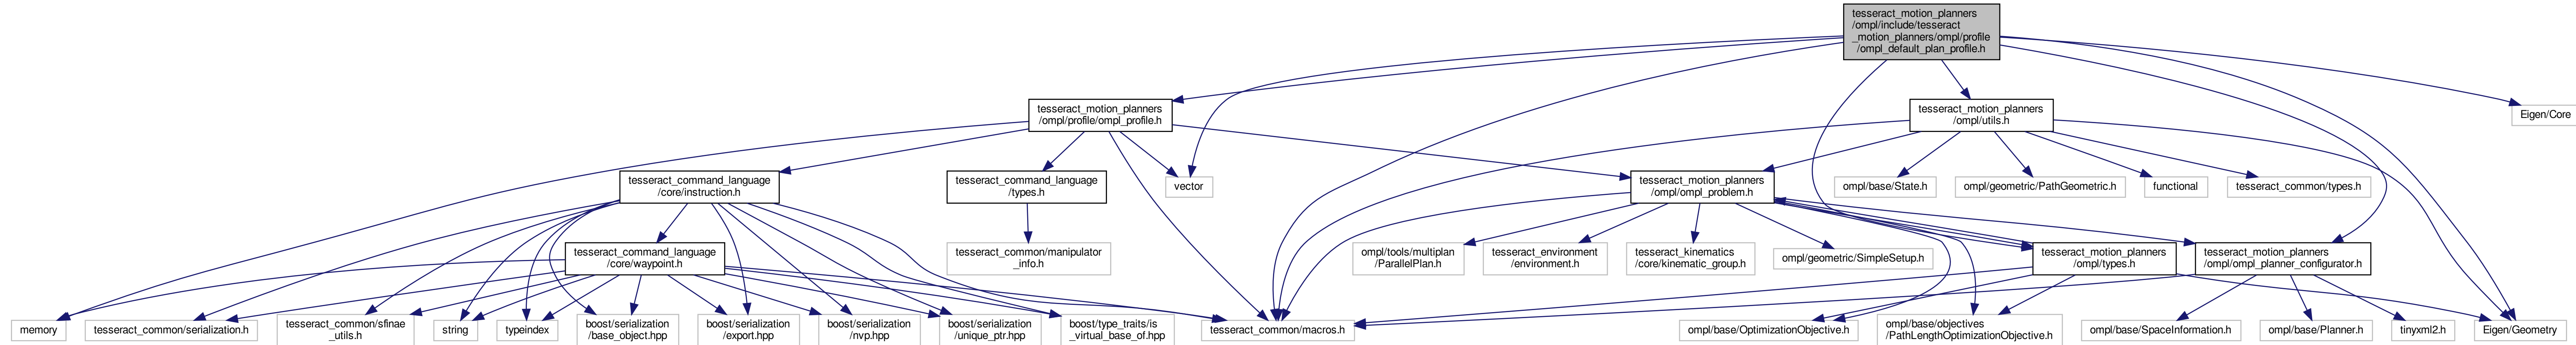 tesseract_motion_planners
/ompl/include/tesseract
_motion_planners/ompl/profile
/ompl_default_plan_profile.h
tesseract_motion_planners
/ompl/profile/ompl_profile.h
tesseract_motion_planners
/ompl/utils.h
Eigen/Core
tesseract_command_language
/core/instruction.h
tesseract_command_language
/types.h
vector
tesseract_motion_planners
/ompl/ompl_problem.h
ompl/base/State.h
ompl/geometric/PathGeometric.h
functional
tesseract_common/types.h
tesseract_command_language
/core/waypoint.h
tesseract_common/manipulator
_info.h
ompl/tools/multiplan
/ParallelPlan.h
tesseract_environment
/environment.h
tesseract_kinematics
/core/kinematic_group.h
ompl/geometric/SimpleSetup.h
tesseract_motion_planners
/ompl/types.h
tesseract_motion_planners
/ompl/ompl_planner_configurator.h
memory
tesseract_common/serialization.h
tesseract_common/sfinae
_utils.h
string
typeindex
boost/serialization
/base_object.hpp
boost/serialization
/export.hpp
boost/serialization
/nvp.hpp
boost/serialization
/unique_ptr.hpp
boost/type_traits/is
_virtual_base_of.hpp
tesseract_common/macros.h
ompl/base/OptimizationObjective.h
ompl/base/objectives
/PathLengthOptimizationObjective.h
ompl/base/SpaceInformation.h
ompl/base/Planner.h
tinyxml2.h
Eigen/Geometry